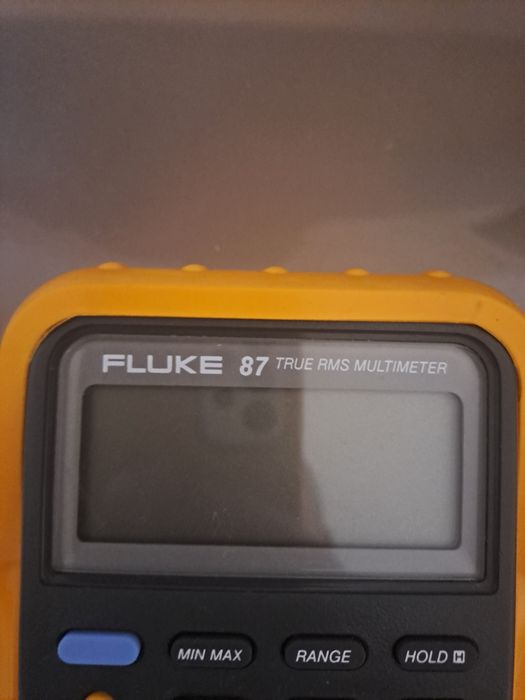 FLUKE 87 TRUE RMS MULTIMETER
MIN MAX RANGE HOLD H